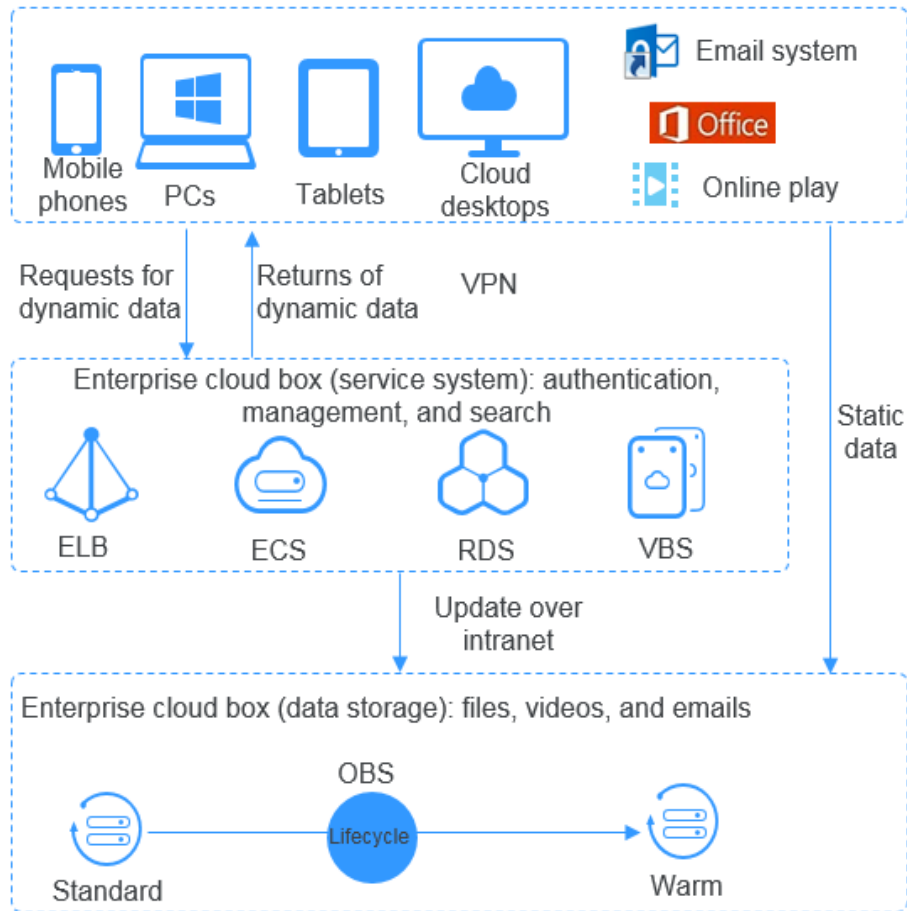 Email system
Office
Online play
Mobile
phones
PCs
Tablets
Cloud
desktops
Requests for
dynamic data
Returns of
dynamic data
VPN
Enterprise cloud box (service system): authentication,
management, and search
ELB
ECS
RDS
VBS
Static
data
Update over
intranet
Enterprise cloud box (data storage): files, videos, and emails
OBS
Lifecycle
Standard
Warm